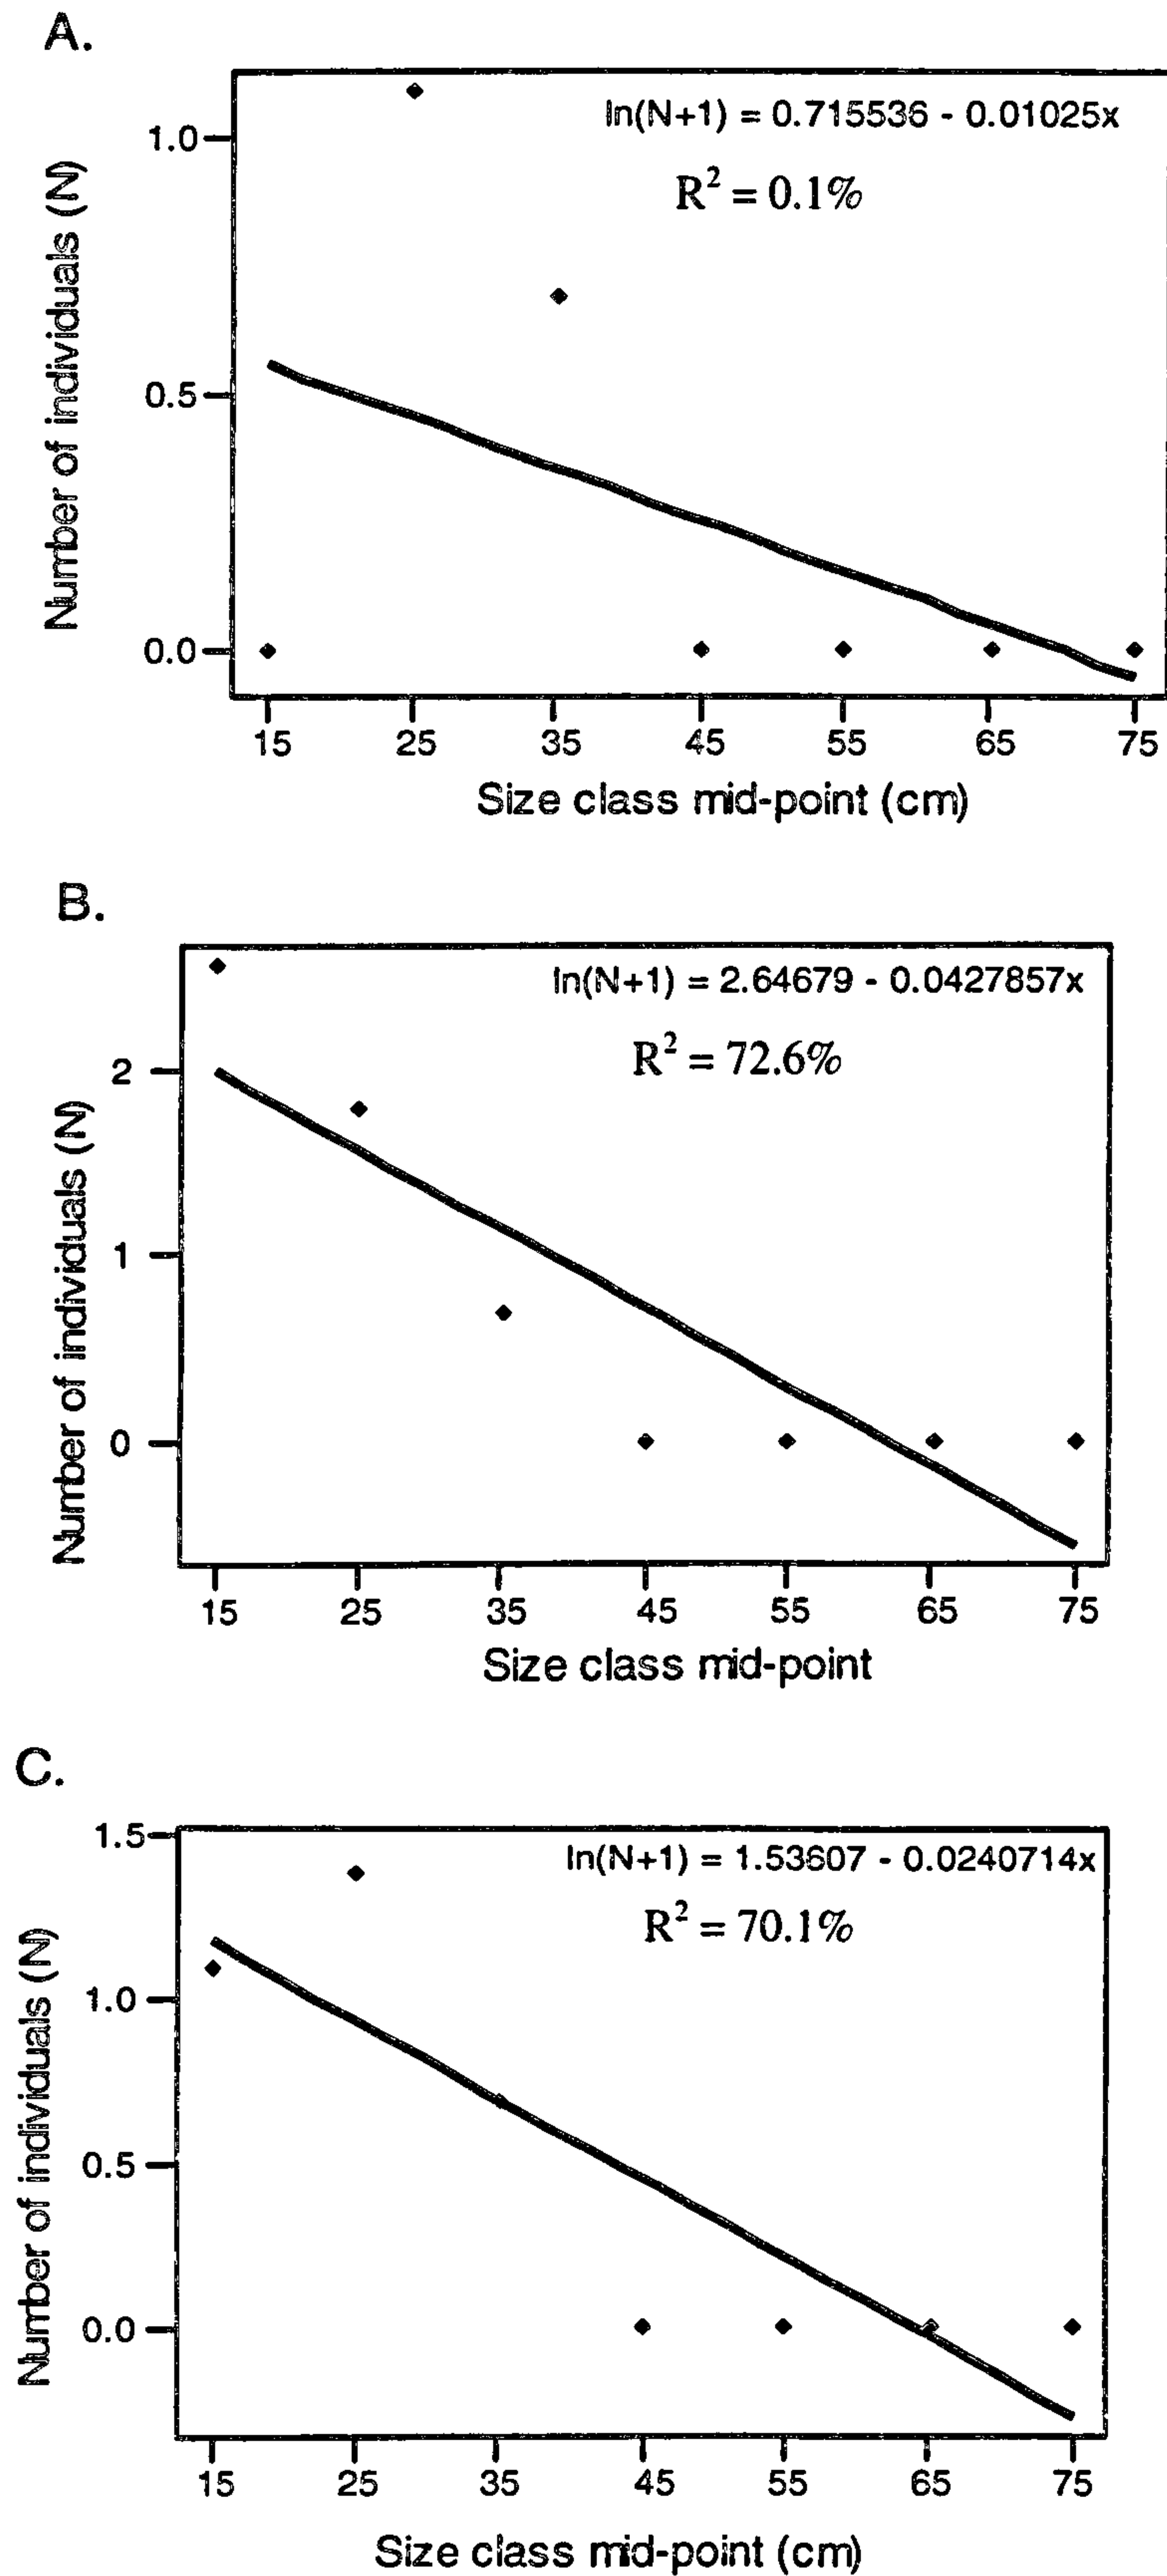 A.
ln(N+1) = 0.715536 - 0.01025x
R² = 0.1%
Number of individuals (N)
1.0
0.5
0.0
15 25 35 45 55 65 75
Size class mid-point (cm)
B.
ln(N+1) = 2.64679 - 0.0427857x
R² = 72.6%
Number of individuals (N)
2
1
0
15 25 35 45 55 65 75
Size class mid-point
C.
ln(N+1) = 1.53607 - 0.0240714x
R² = 70.1%
Number of individuals (N)
1.5
1.0
0.5
0.0
15 25 35 45 55 65 75
Size class mid-point (cm)